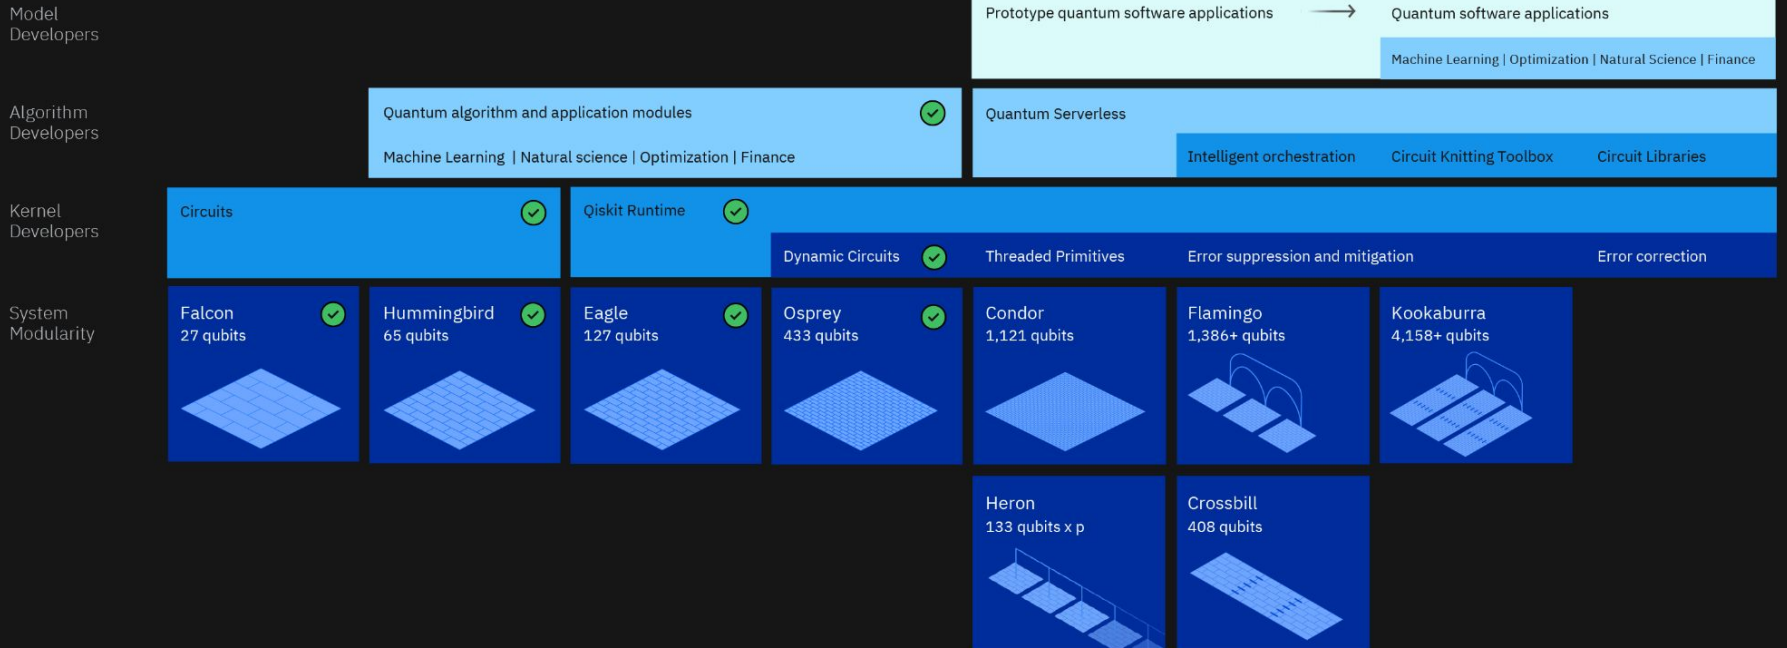 Model
Developers
Prototype quantum software applications
Quantum software applications
Machine Learning | Optimization | Natural Science | Finance
Algorithm
Developers
Quantum algorithm and application modules
Machine Learning | Natural science | Optimization | Finance
Quantum Serverless
Intelligent orchestration
Circuit Knitting Toolbox
Circuit Libraries
Kernel
Developers
Circuits
Qiskit Runtime
Dynamic Circuits
Threaded Primitives
Error suppression and mitigation
Error correction
System
Modularity
Falcon
27 qubits
Hummingbird
65 qubits
Eagle
127 qubits
Osprey
433 qubits
Condor
1,121 qubits
Flamingo
1,386+ qubits
Kookaburra
4,158+ qubits
Heron
133 qubits x p
Crossbill
408 qubits